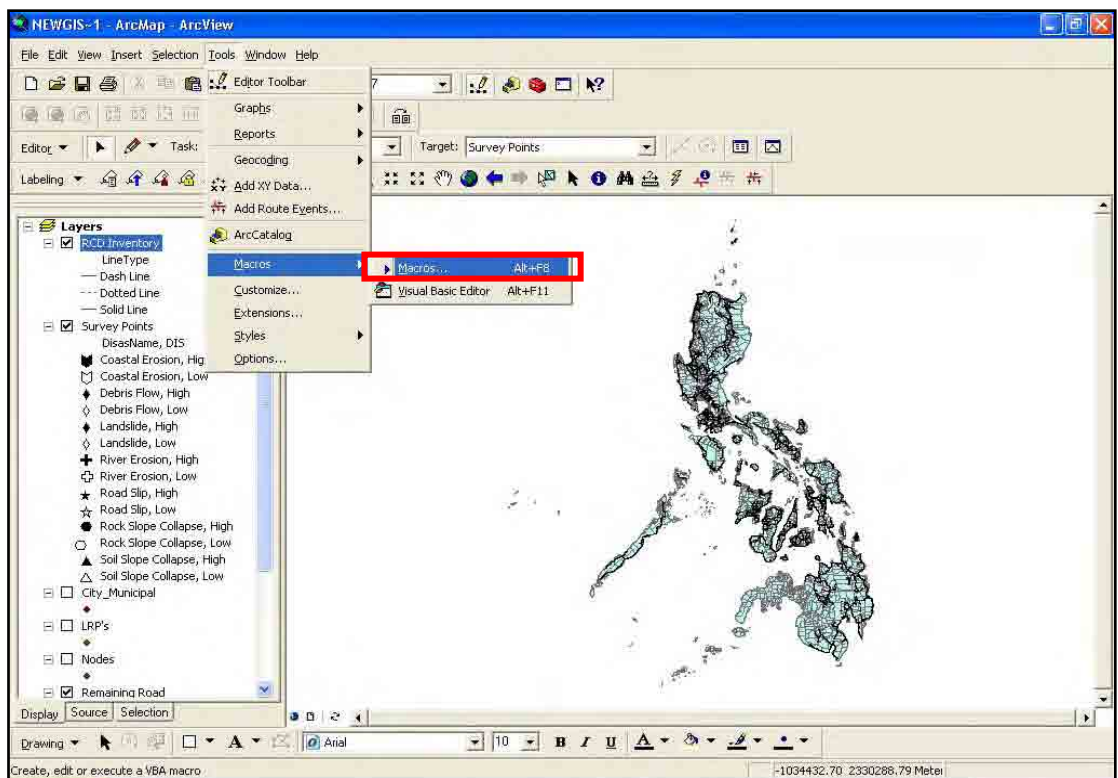 NEWGIS~1 - ArcMap - ArcView
File Edit View Insert Selection Tools Window Help
Editor Toolbar
7
Graphs
Reports
Editor
Task:
Target:
Survey Points
Geocoding
Labeling
Add XY Data...
Add Route Events...
ArcCatalog
Macros
Macros... Alt+F8
Customize...
Visual Basic Editor Alt+F11
Extensions...
Styles
Options...
Layers
RCD Inventory
LineType
Dash Line
Dotted Line
Solid Line
Survey Points
DisasName, DIS
Coastal Erosion, Hig
Coastal Erosion, Low
Debris Flow, High
Debris Flow, Low
Landslide, High
Landslide, Low
River Erosion, High
River Erosion, Low
Road Slip, High
Road Slip, Low
Rock Slope Collapse, High
Rock Slope Collapse, Low
Soil Slope Collapse, High
Soil Slope Collapse, Low
City_Municipal
LRP's
Nodes
Remaining Road
Display Source Selection
Drawing A Arial 10 B I U A
Create, edit or execute a VBA macro
-1034432.70 2330288.79 Meter